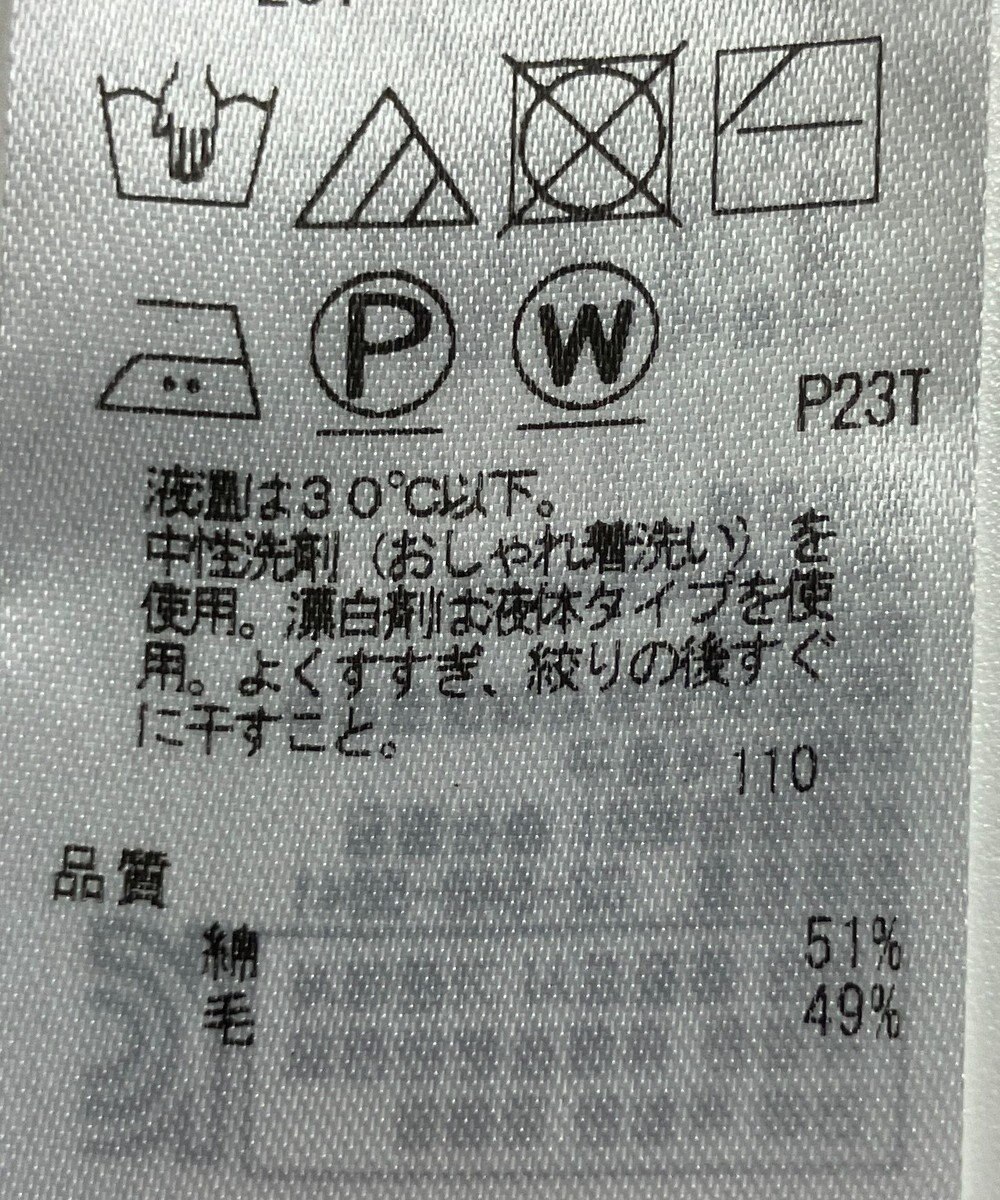 P
W
P23T
液温は30℃以下。
中性洗剤(おしゃれ着洗い)を
使用。漂白剤は液体タイプを使
用。よくすすぎ、絞りの後すぐ
に干すこと。
110
品質
綿 51%
毛 49%